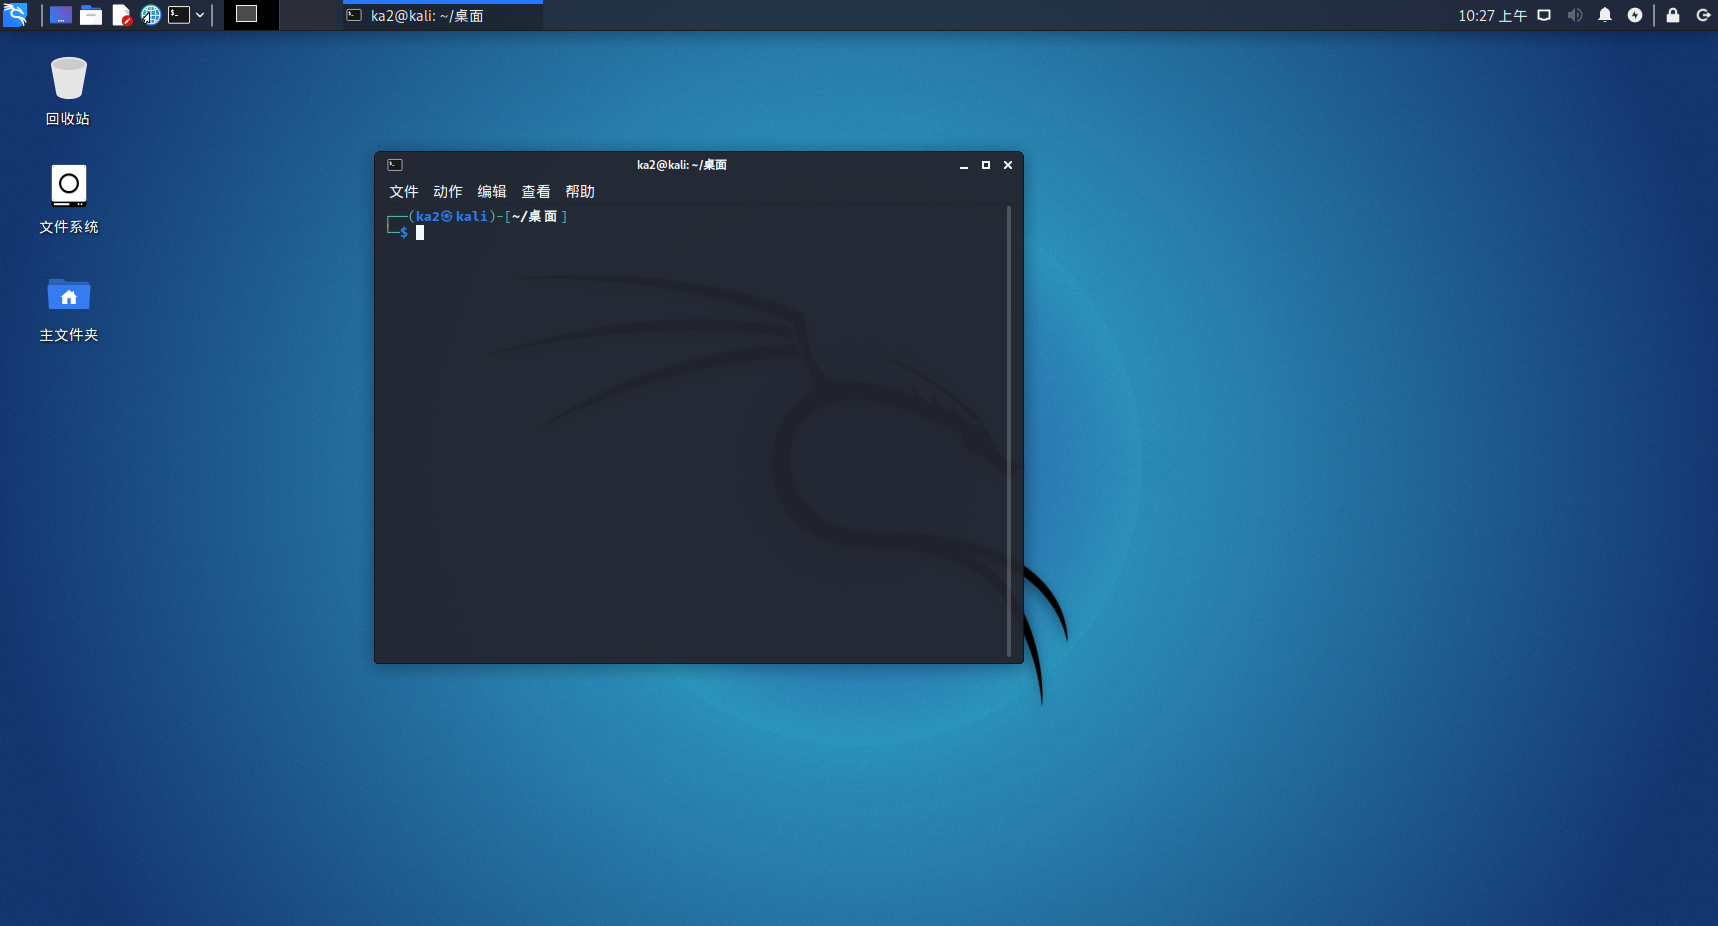 ka2@kali: ~/桌面
10:27 上午
回收站
文件系统
主文件夹
ka2@kali: ~/桌面
文件 动作 编辑 查看 帮助
┌──(ka2㉿kali)-[~/桌面]
└─$